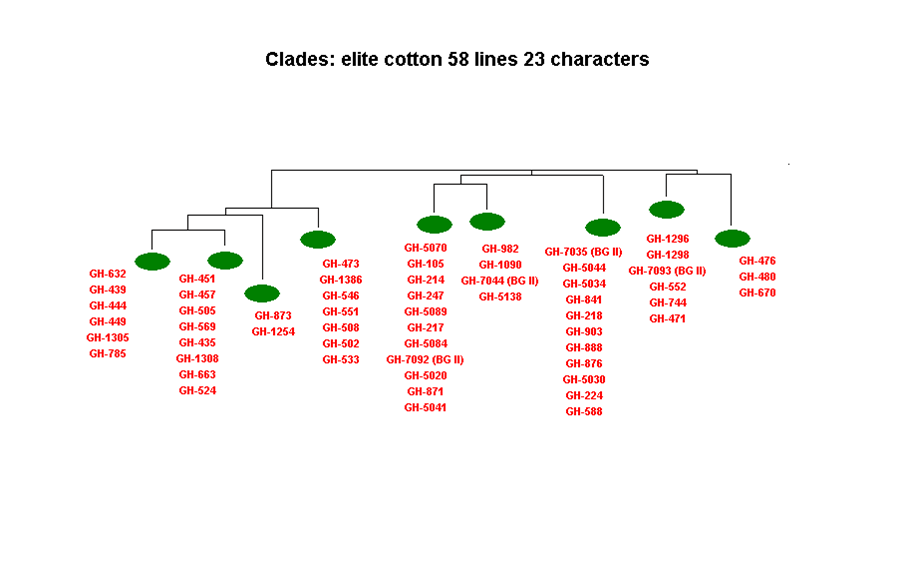 Clades: elite cotton 58 lines 23 characters
GH-632
GH-439
GH-444
GH-449
GH-1305
GH-785
GH-451
GH-457
GH-505
GH-569
GH-435
GH-1308
GH-663
GH-524
GH-873
GH-1254
GH-473
GH-1386
GH-546
GH-551
GH-508
GH-502
GH-533
GH-5070
GH-105
GH-214
GH-247
GH-5089
GH-217
GH-5084
GH-7092 (BG II)
GH-5020
GH-871
GH-5041
GH-982
GH-1090
GH-7044 (BG II)
GH-5138
GH-7035 (BG II)
GH-5044
GH-5034
GH-841
GH-218
GH-903
GH-888
GH-876
GH-5030
GH-224
GH-588
GH-1296
GH-1298
GH-7093 (BG II)
GH-552
GH-744
GH-471
GH-476
GH-480
GH-670